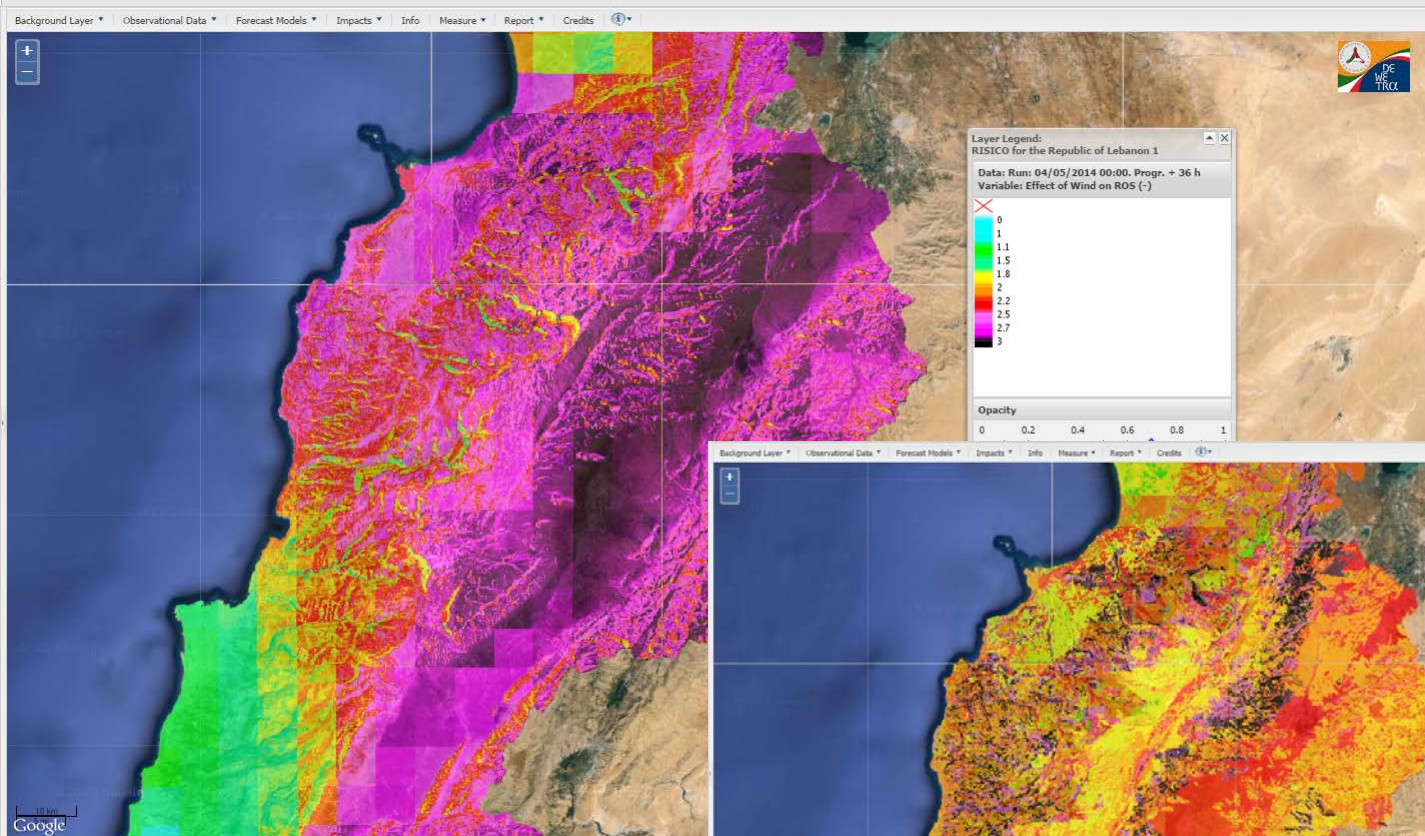 Background Layer Observational Data Forecast Models Impacts Info Measure Report Credits
+
−
DE
WE
TRα
Layer Legend:
RISICO for the Republic of Lebanon 1
Data: Run: 04/05/2014 00:00. Progr. + 36 h
Variable: Effect of Wind on ROS (-)
0
1
1.1
1.5
1.8
2
2.2
2.5
2.7
3
Opacity
0 0.2 0.4 0.6 0.8 1
Background Layer Observational Data Forecast Models Impacts Info Measure Report Credits
+
−
10 km
Google